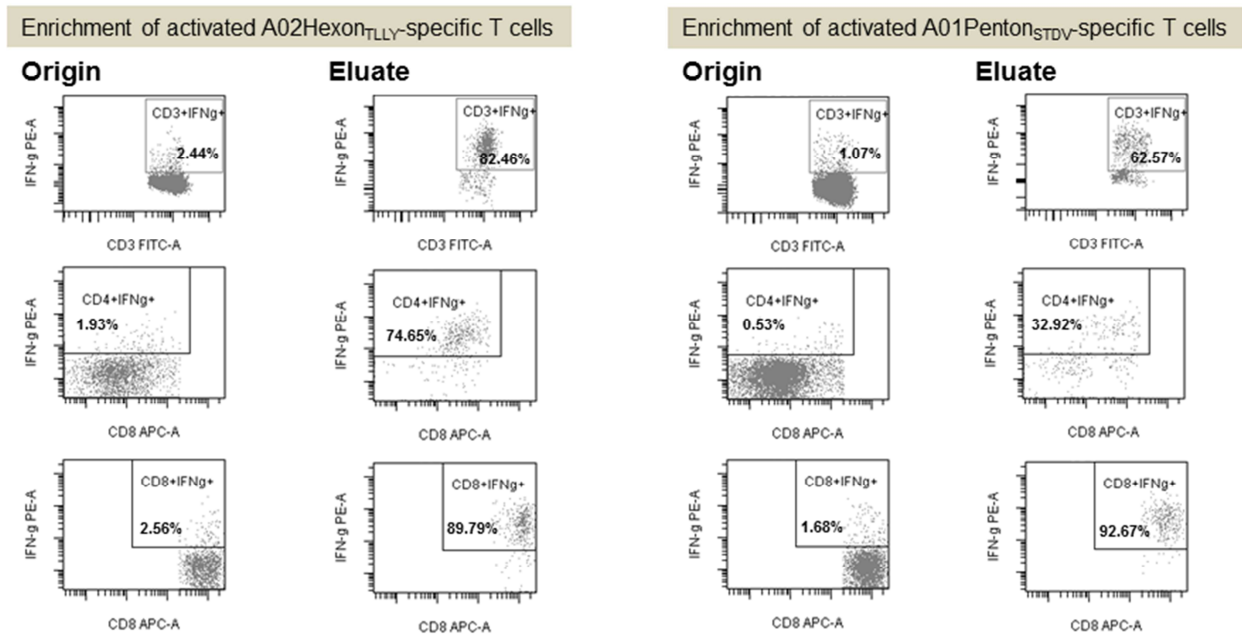 Enrichment of activated A02HexonTLLY-specific T cells
Enrichment of activated A01PentonSTDV-specific T cells
Origin
Eluate
Origin
Eluate
IFN-g PE-A
CD3+IFNg+
2.44%
CD3 FITC-A
IFN-g PE-A
CD3+IFNg+
82.46%
CD3 FITC-A
IFN-g PE-A
CD3+IFNg+
1.07%
CD3 FITC-A
IFN-g PE-A
CD3+IFNg+
62.57%
CD3 FITC-A
IFN-g PE-A
CD4+IFNg+
1.93%
CD8 APC-A
IFN-g PE-A
CD4+IFNg+
74.65%
CD8 APC-A
IFN-g PE-A
CD4+IFNg+
0.53%
CD8 APC-A
IFN-g PE-A
CD4+IFNg+
32.92%
CD8 APC-A
IFN-g PE-A
CD8+IFNg+
2.56%
CD8 APC-A
IFN-g PE-A
CD8+IFNg+
89.79%
CD8 APC-A
IFN-g PE-A
CD8+IFNg+
1.68%
CD8 APC-A
IFN-g PE-A
CD8+IFNg+
92.67%
CD8 APC-A